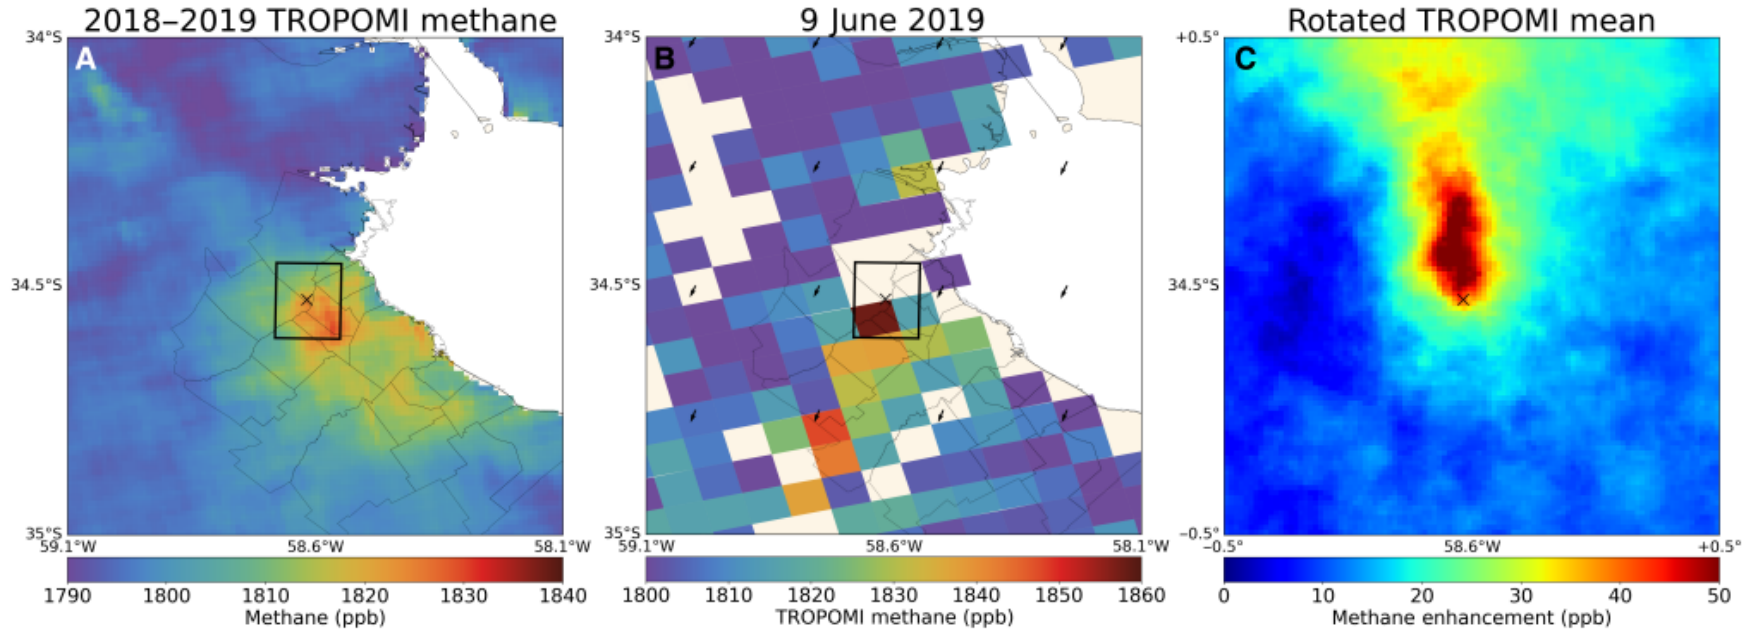 2018–2019 TROPOMI methane
A
34°S
34.5°S
35°S
59.1°W 58.6°W 58.1°W
1790 1800 1810 1820 1830 1840
Methane (ppb)
9 June 2019
B
34°S
34.5°S
35°S
59.1°W 58.6°W 58.1°W
1800 1810 1820 1830 1840 1850 1860
TROPOMI methane (ppb)
Rotated TROPOMI mean
C
+0.5°
34.5°S
−0.5°
−0.5° 58.6°W +0.5°
0 10 20 30 40 50
Methane enhancement (ppb)